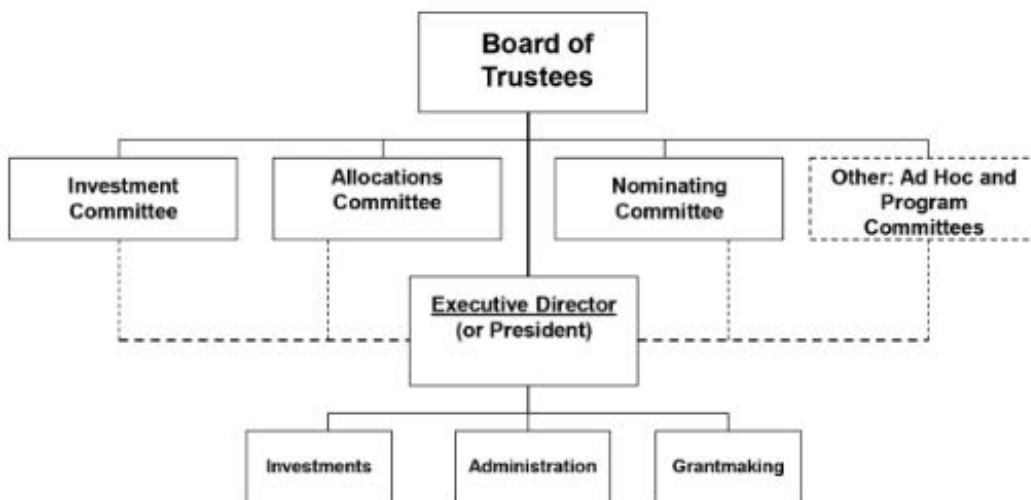 Board of
Trustees
Investment
Committee
Allocations
Committee
Nominating
Committee
Other: Ad Hoc and
Program
Committees
Executive Director
(or President)
Investments
Administration
Grantmaking